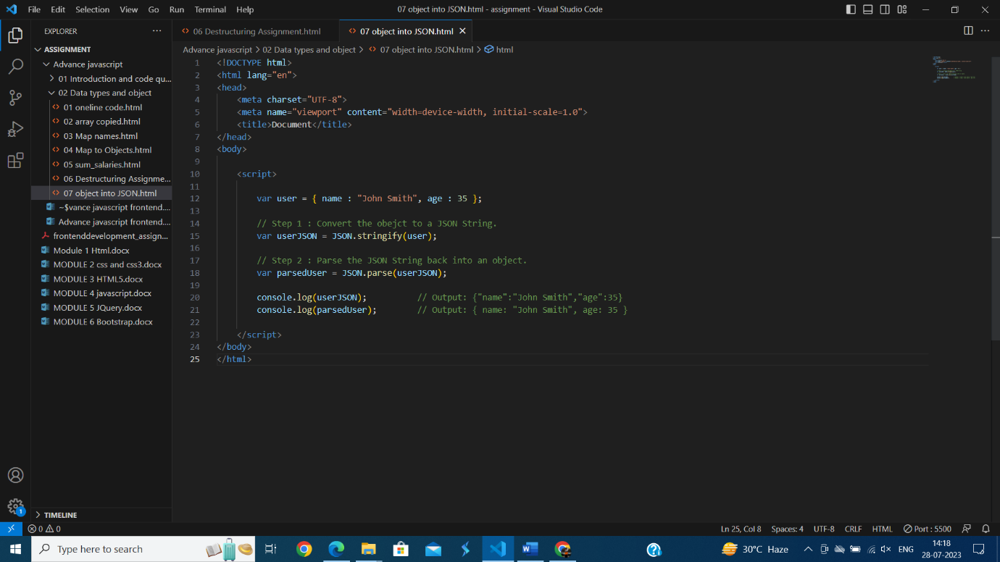 File Edit Selection View Go Run Terminal Help
07 object into JSON.html - assignment - Visual Studio Code
EXPLORER
ASSIGNMENT
Advance javascript
01 Introduction and code qu...
02 Data types and object
01 oneline code.html
02 array copied.html
03 Map names.html
04 Map to Objects.html
05 sum_salaries.html
06 Destructuring Assignme...
07 object into JSON.html
~$vance javascript frontend....
Advance javascript frontend....
frontenddevelopment_assign...
Module 1 Html.docx
MODULE 2 css and css3.docx
MODULE 3 HTML5.docx
MODULE 4 javascript.docx
MODULE 5 JQuery.docx
MODULE 6 Bootstrap.docx
TIMELINE
06 Destructuring Assignment.html
07 object into JSON.html
Advance javascript > 02 Data types and object > 07 object into JSON.html > html
1 <!DOCTYPE html>
2 <html lang="en">
3 <head>
4 <meta charset="UTF-8">
5 <meta name="viewport" content="width=device-width, initial-scale=1.0">
6 <title>Document</title>
7 </head>
8 <body>
9
10 <script>
11
12 var user = { name : "John Smith", age : 35 };
13
14 // Step 1 : Convert the obejct to a JSON String.
15 var userJSON = JSON.stringify(user);
16
17 // Step 2 : Parse the JSON String back into an object.
18 var parsedUser = JSON.parse(userJSON);
19
20 console.log(userJSON); // Output: {"name":"John Smith","age":35}
21 console.log(parsedUser); // Output: { name: "John Smith", age: 35 }
22
23 </script>
24 </body>
25 </html>
1
0 0
Ln 25, Col 8 Spaces: 4 UTF-8 CRLF HTML Port : 5500
Type here to search
30°C Haze
ENG
14:18
28-07-2023